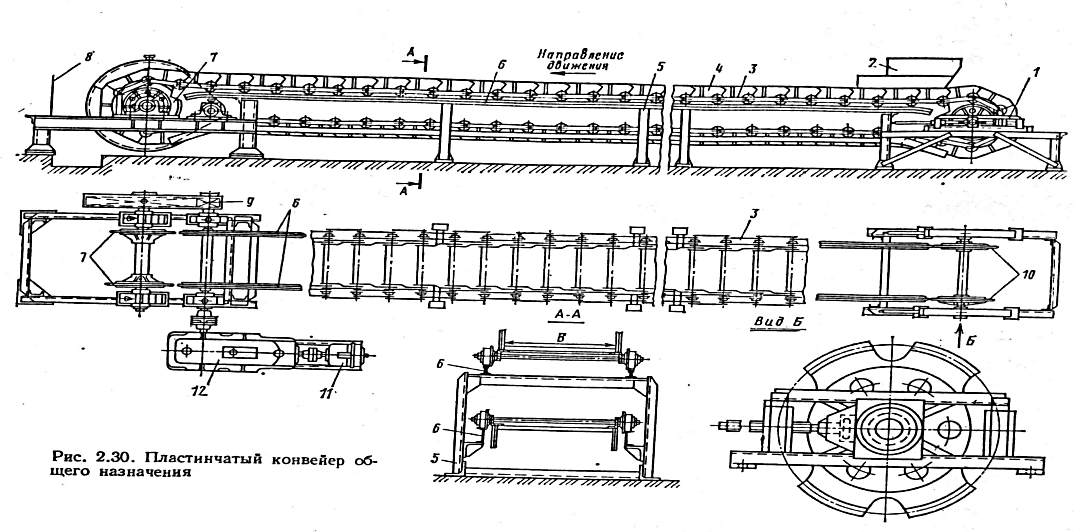 8
7
А
Направление
движения
6
5
4
3
2
1
А
9
6
3
7
10
А-А
Вид Б
Б
В
6
12
11
6
5
Рис. 2.30. Пластинчатый конвейер об-
щего назначения